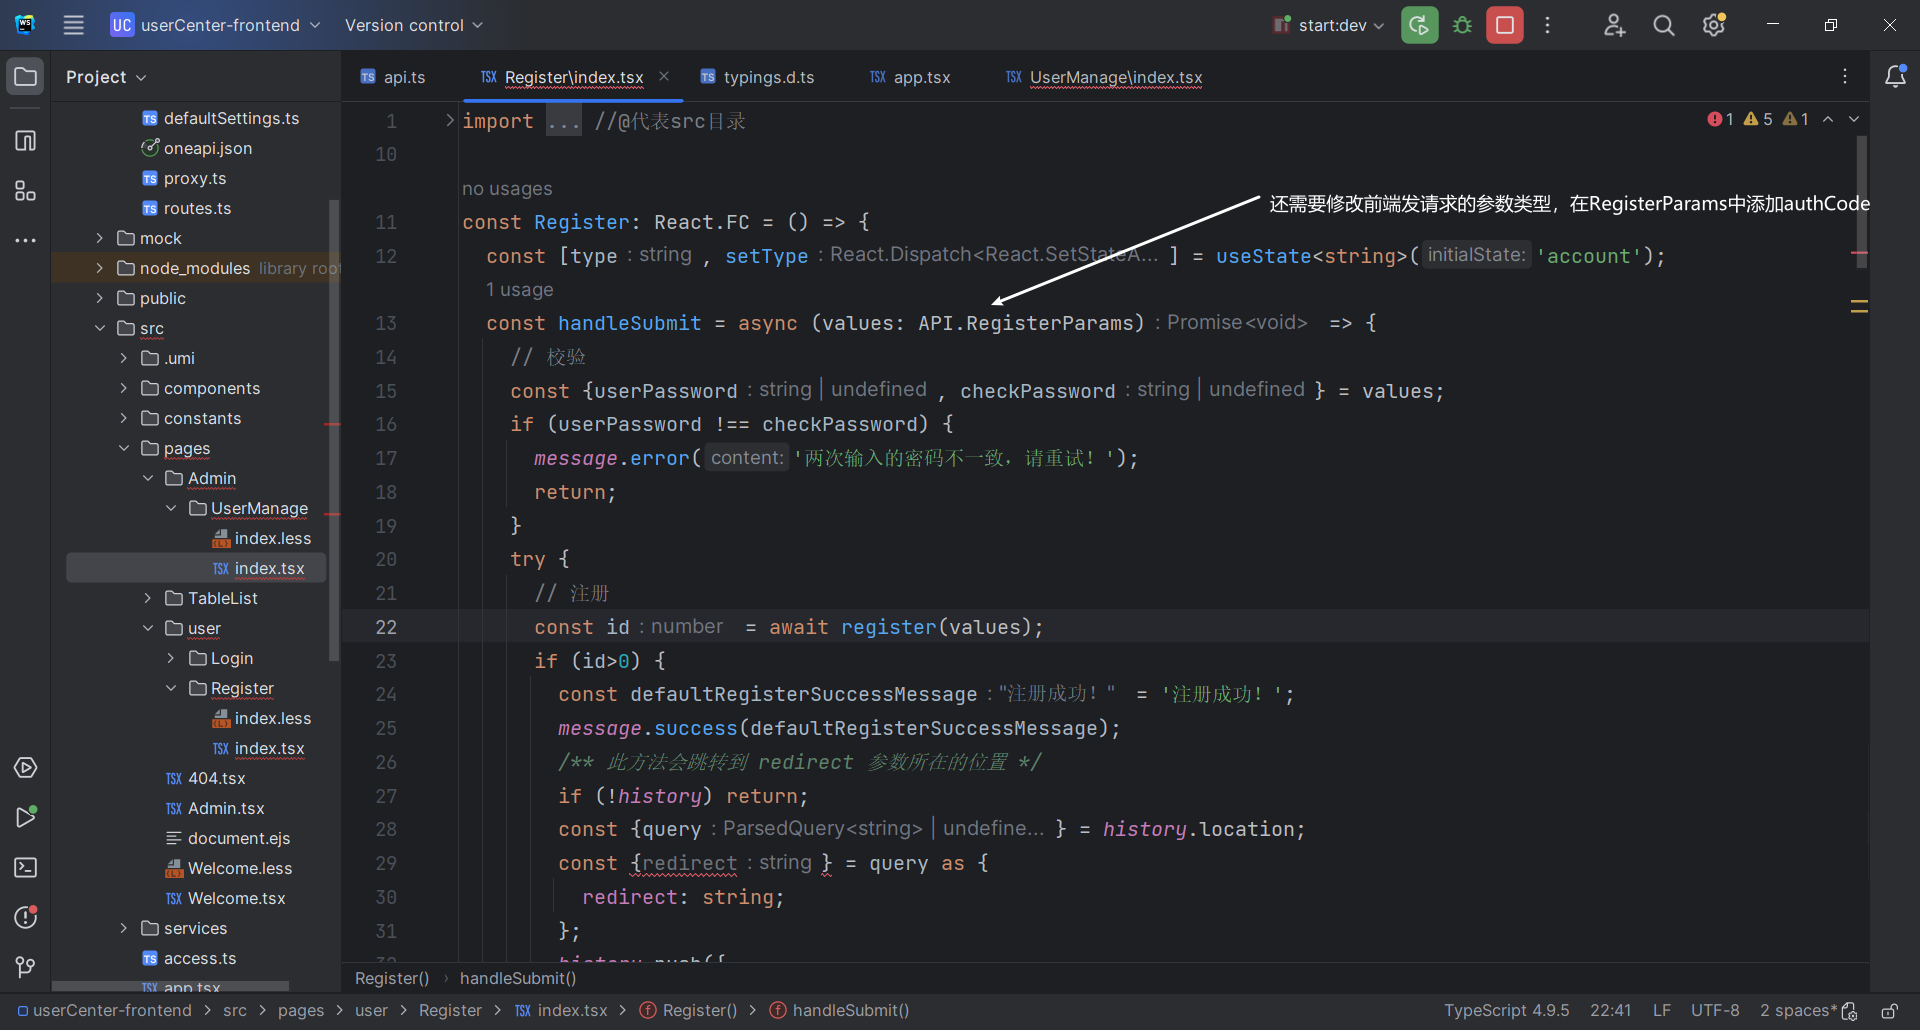 UC userCenter-frontend Version control start:dev
Project
defaultSettings.ts
oneapi.json
proxy.ts
routes.ts
mock
node_modules library root
public
src
.umi
components
constants
pages
Admin
UserManage
index.less
index.tsx
TableList
user
Login
Register
index.less
index.tsx
404.tsx
Admin.tsx
document.ejs
Welcome.less
Welcome.tsx
services
access.ts
app.tsx
api.ts Register\index.tsx typings.d.ts app.tsx UserManage\index.tsx
1 import ... //@代表src目录
1 5 1
10
no usages
还需要修改前端发请求的参数类型，在RegisterParams中添加authCode
11 const Register: React.FC = () => {
12 const [type : string , setType : React.Dispatch<React.SetStateA... ] = useState<string>( initialState: 'account');
1 usage
13 const handleSubmit = async (values: API.RegisterParams) : Promise<void> => {
14 // 校验
15 const {userPassword : string | undefined , checkPassword : string | undefined } = values;
16 if (userPassword !== checkPassword) {
17 message.error( content: '两次输入的密码不一致，请重试！');
18 return;
19 }
20 try {
21 // 注册
22 const id : number = await register(values);
23 if (id>0) {
24 const defaultRegisterSuccessMessage : "注册成功！" = '注册成功！';
25 message.success(defaultRegisterSuccessMessage);
26 /** 此方法会跳转到 redirect 参数所在的位置 */
27 if (!history) return;
28 const {query : ParsedQuery<string> | undefine... } = history.location;
29 const {redirect : string } = query as {
30 redirect: string;
31 };
32 history.push({
Register() › handleSubmit()
userCenter-frontend > src > pages > user > Register > index.tsx > Register() > handleSubmit()
TypeScript 4.9.5 22:41 LF UTF-8 2 spaces*